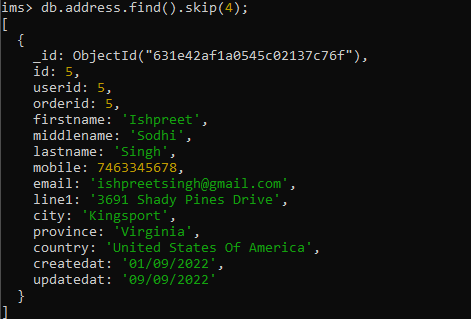 ims> db.address.find().skip(4);
[
  {
    _id: ObjectId("631e42af1a0545c02137c76f"),
    id: 5,
    userid: 5,
    orderid: 5,
    firstname: 'Ishpreet',
    middlename: 'Sodhi',
    lastname: 'Singh',
    mobile: 7463345678,
    email: 'ishpreetsingh@gmail.com',
    line1: '3691 Shady Pines Drive',
    city: 'Kingsport',
    province: 'Virginia',
    country: 'United States Of America',
    createdat: '01/09/2022',
    updatedat: '09/09/2022'
  }
]